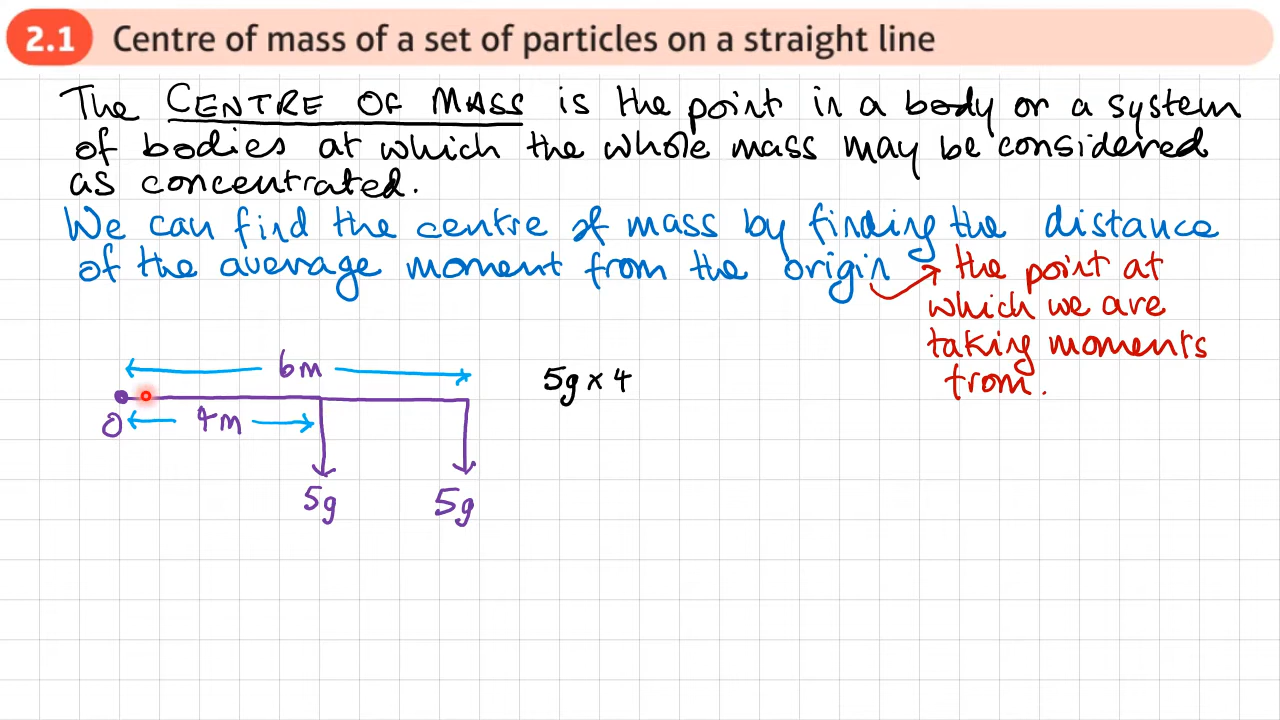 2.1 Centre of mass of a set of particles on a straight line
The CENTRE OF MASS is the point in a body or a system
of bodies at which the whole mass may be considered
as concentrated.
We can find the centre of mass by finding the distance
of the average moment from the origin
the point at
which we are
taking moments
from.
6m
5g × 4
O
4m
5g 5g